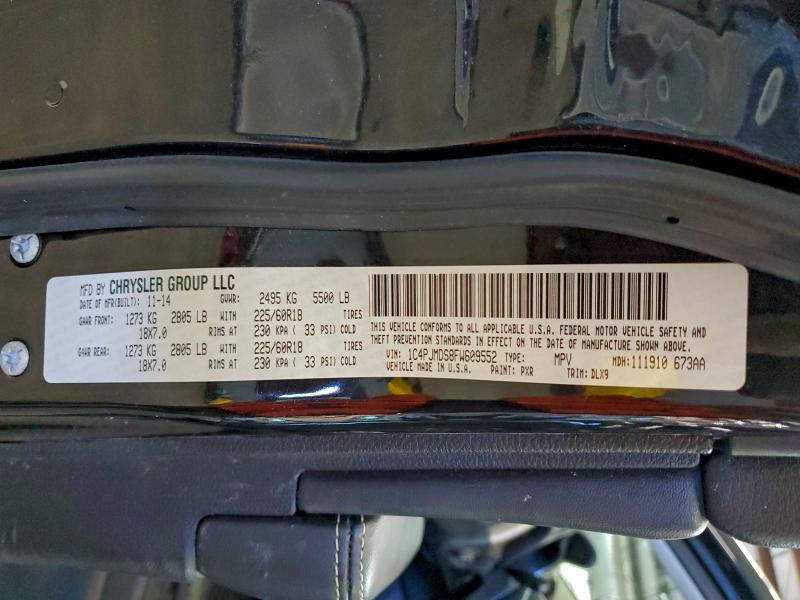 MFD BY CHRYSLER GROUP LLC
DATE OF MFR(BUILT): 11-14 GVWR: 2495 KG 5500 LB
GAWR FRONT: 1273 KG 2805 LB WITH 225/60R18 TIRES
18X7.0 RIMS AT 230 KPA ( 33 PSI) COLD
GAWR REAR: 1273 KG 2805 LB WITH 225/60R18 TIRES
18X7.0 RIMS AT 230 KPA ( 33 PSI) COLD
THIS VEHICLE CONFORMS TO ALL APPLICABLE U.S.A. FEDERAL MOTOR VEHICLE SAFETY AND
THEFT PREVENTION STANDARDS IN EFFECT ON THE DATE OF MANUFACTURE SHOWN ABOVE.
VIN: 1C4PJMDS8FW609552 TYPE: MPV MDH: 111910 673AA
VEHICLE MADE IN U.S.A. PAINT: PXR TRIM: DLX9